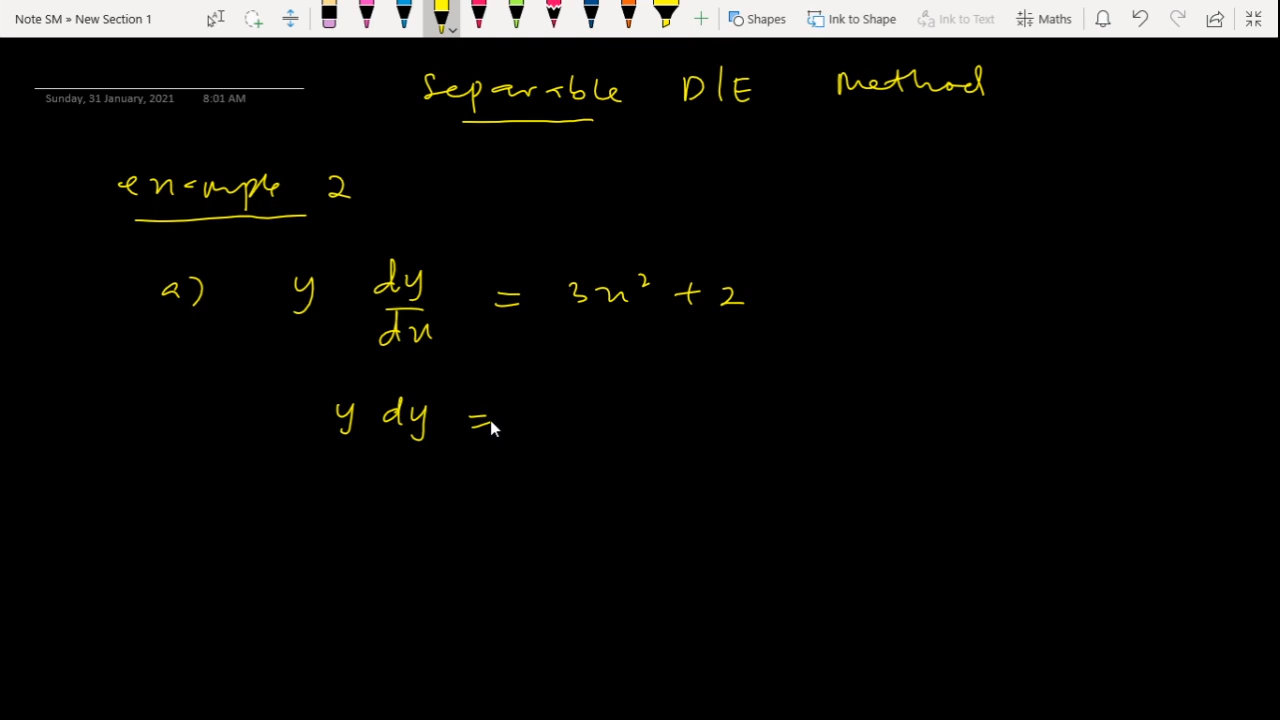 Note SM » New Section 1
Shapes Ink to Shape Ink to Text Maths
Separable D/E Method
Sunday, 31 January, 2021 8:01 AM
example 2
a) y dy/dx = 3x² + 2
y dy =